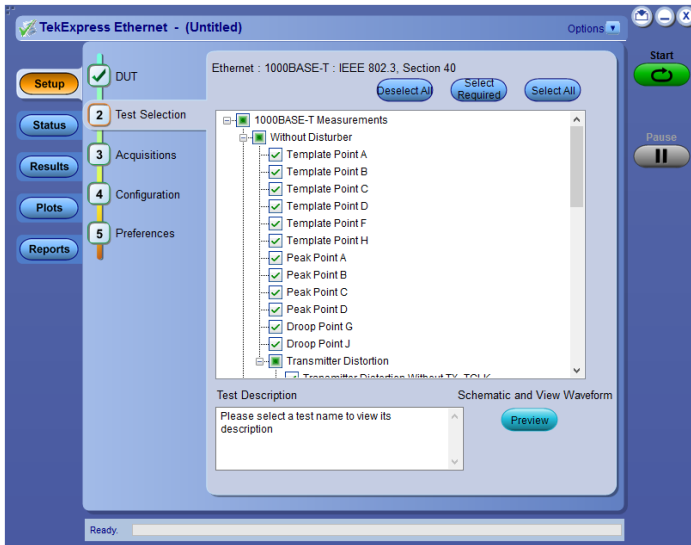 TekExpress Ethernet - (Untitled)
Options
Start
Pause
Setup
Status
Results
Plots
Reports
DUT
2 Test Selection
3 Acquisitions
4 Configuration
5 Preferences
Ethernet : 1000BASE-T : IEEE 802.3, Section 40
Deselect All
Select Required
Select All
1000BASE-T Measurements
Without Disturber
Template Point A
Template Point B
Template Point C
Template Point D
Template Point F
Template Point H
Peak Point A
Peak Point B
Peak Point C
Peak Point D
Droop Point G
Droop Point J
Transmitter Distortion
Transmitter Distortion Without TX_TCLK
Test Description
Schematic and View Waveform
Please select a test name to view its
description
Preview
Ready.